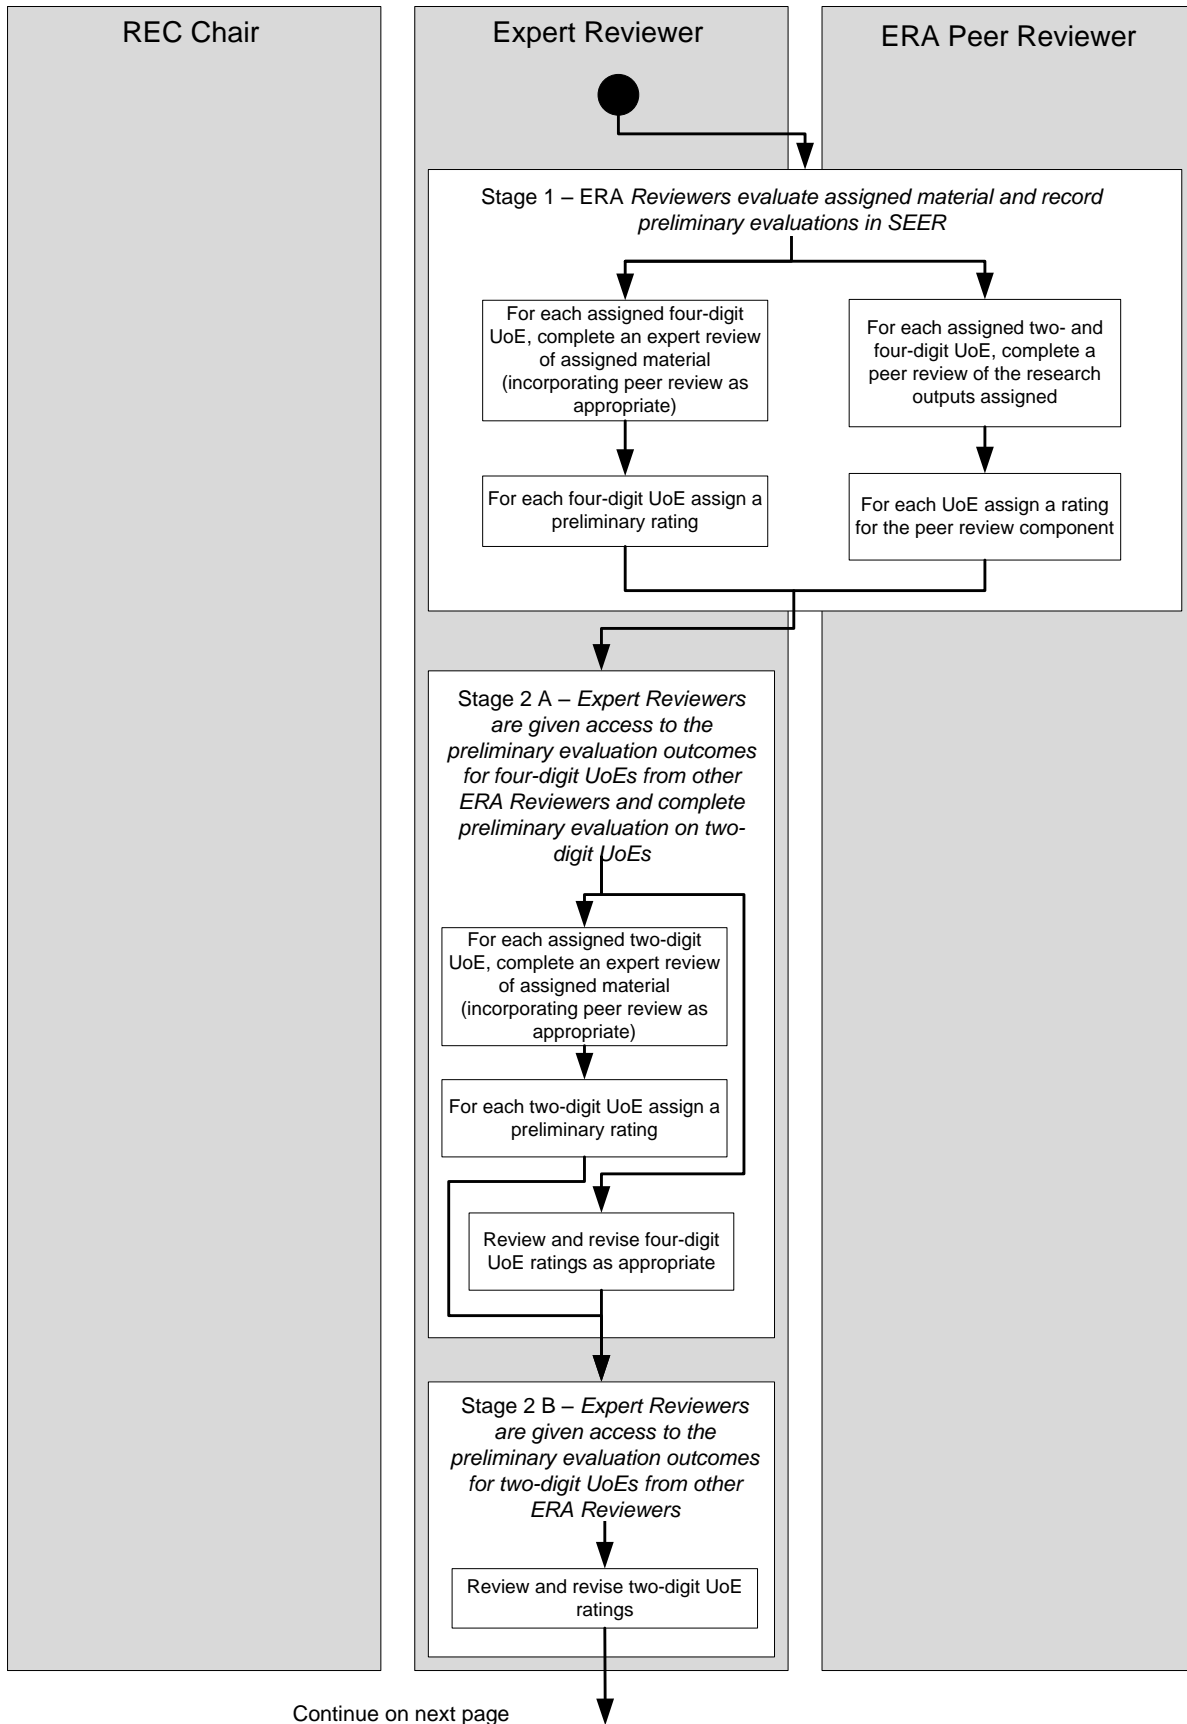 REC Chair
Expert Reviewer
ERA Peer Reviewer
Stage 1 – ERA Reviewers evaluate assigned material and record
preliminary evaluations in SEER
For each assigned four-digit
UoE, complete an expert review
of assigned material
(incorporating peer review as
appropriate)
For each assigned two- and
four-digit UoE, complete a
peer review of the research
outputs assigned
For each four-digit UoE assign a
preliminary rating
For each UoE assign a rating
for the peer review component
Stage 2 A – Expert Reviewers
are given access to the
preliminary evaluation outcomes
for four-digit UoEs from other
ERA Reviewers and complete
preliminary evaluation on two-
digit UoEs
For each assigned two-digit
UoE, complete an expert review
of assigned material
(incorporating peer review as
appropriate)
For each two-digit UoE assign a
preliminary rating
Review and revise four-digit
UoE ratings as appropriate
Stage 2 B – Expert Reviewers
are given access to the
preliminary evaluation outcomes
for two-digit UoEs from other
ERA Reviewers
Review and revise two-digit UoE
ratings
Continue on next page